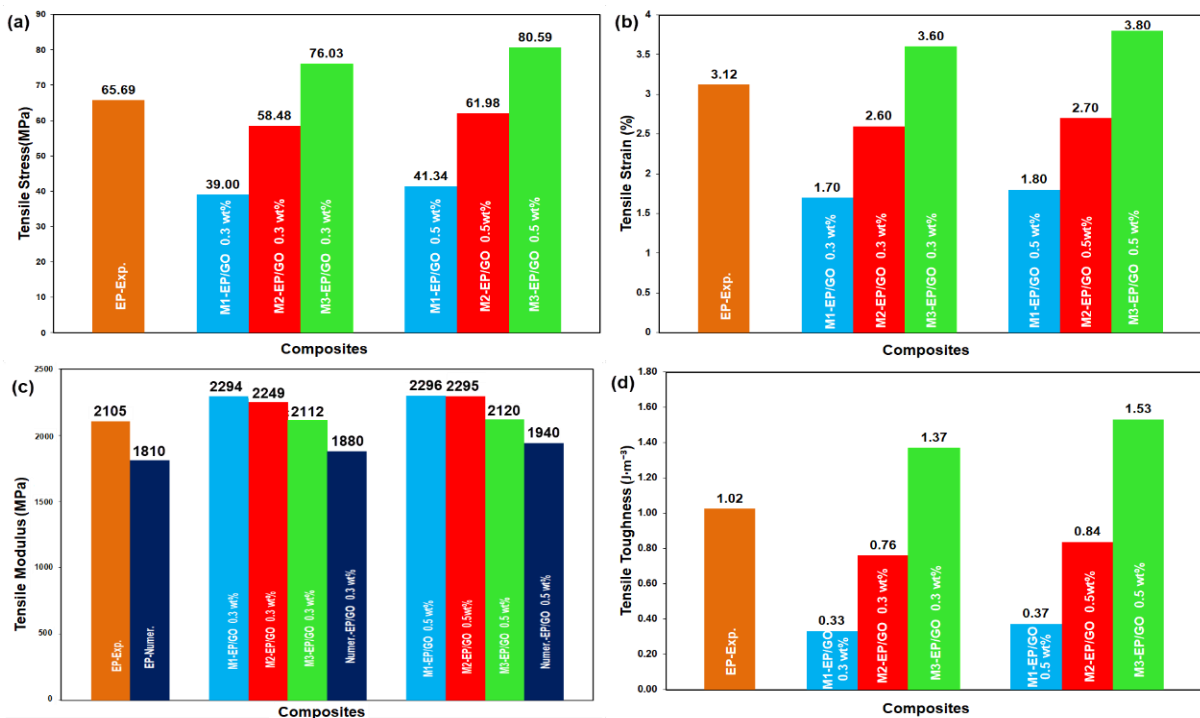 (a)
Tensile Stress(MPa)
90
80
70
60
50
40
30
20
10
0
65.69
39.00
58.48
76.03
41.34
61.98
80.59
EP-Exp.
M1-EP/GO 0.3 wt%
M2-EP/GO 0.3 wt%
M3-EP/GO 0.3 wt%
M1-EP/GO 0.5 wt%
M2-EP/GO 0.5wt%
M3-EP/GO 0.5 wt%
Composites
(b)
Tensile Strain (%)
4
3.5
3
2.5
2
1.5
1
0.5
0
3.12
1.70
2.60
3.60
1.80
2.70
3.80
EP-Exp.
M1-EP/GO 0.3 wt%
M2-EP/GO 0.3 wt%
M3-EP/GO 0.3 wt%
M1-EP/GO 0.5 wt%
M2-EP/GO 0.5wt%
M3-EP/GO 0.5 wt%
Composites
(c)
Tensile Modulus (MPa)
2500
2000
1500
1000
500
0
2105
1810
2294
2249
2112
1880
2296
2295
2120
1940
EP-Exp.
EP-Numer.
M1-EP/GO 0.3 wt%
M2-EP/GO 0.3 wt%
M3-EP/GO 0.3 wt%
Numer.-EP/GO 0.3 wt%
M1-EP/GO 0.5 wt%
M2-EP/GO 0.5wt%
M3-EP/GO 0.5 wt%
Numer.-EP/GO 0.5 wt%
Composites
(d)
Tensile Toughness (J·m⁻³)
1.80
1.60
1.40
1.20
1.00
0.80
0.60
0.40
0.20
0.00
1.02
0.33
0.76
1.37
0.37
0.84
1.53
EP-Exp.
M1-EP/GO
0.3 wt%
M2-EP/GO 0.3 wt%
M3-EP/GO 0.3 wt%
M1-EP/GO
0.5 wt%
M2-EP/GO 0.5wt%
M3-EP/GO 0.5 wt%
Composites